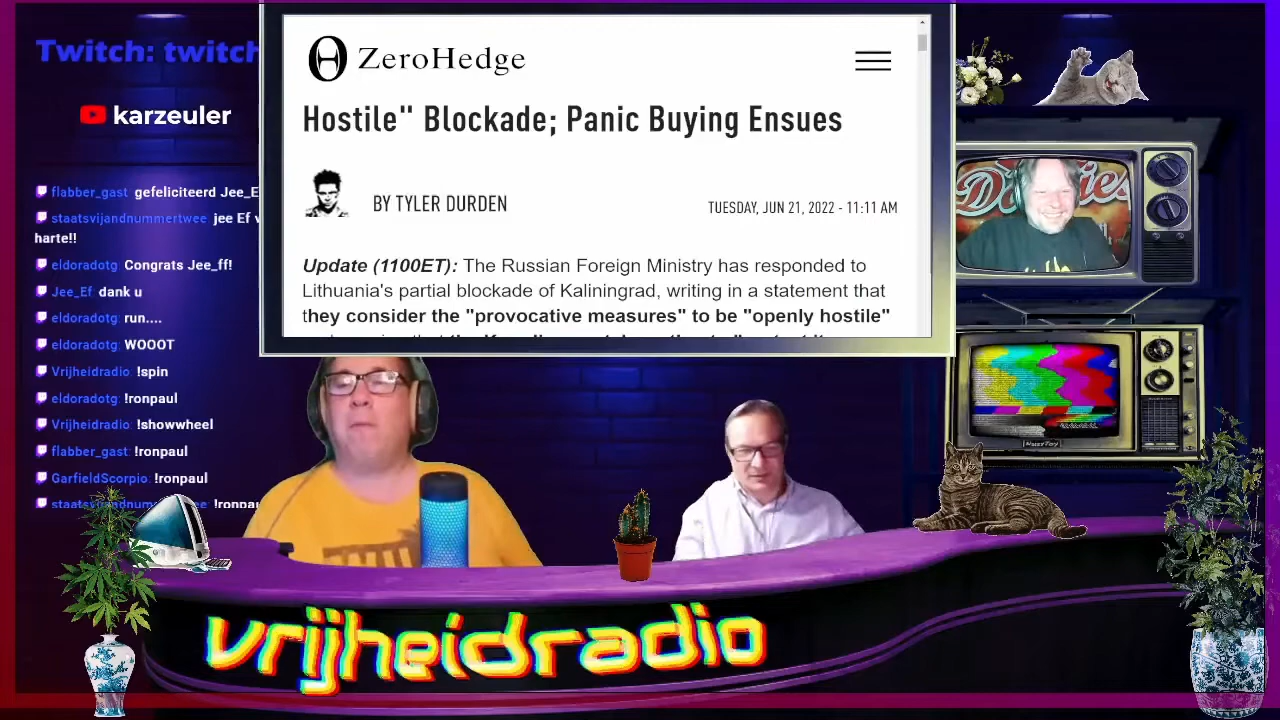 Twitch: twitch
karzeuler
flabber_gast gefeliciteerd Jee_E
staatsvijandnummertwee jee Ef v
harte!!
eldoradotg: Congrats Jee_ff!
Jee_Ef: dank u
eldoradotg: run....
eldoradotg: WOOOT
Vrijheidradio !spin
eldoradotg: !ronpaul
Vrijheidradio: !showwheel
flabber_gast: !ronpaul
GarfieldScorpio !ronpaul
ZeroHedge
Hostile" Blockade; Panic Buying Ensues
BY TYLER DURDEN
TUESDAY, JUN 21, 2022 - 11:11 AM
Update (1100ET): The Russian Foreign Ministry has responded to
Lithuania's partial blockade of Kaliningrad, writing in a statement that
they consider the "provocative measures" to be "openly hostile"
vrijheidradio